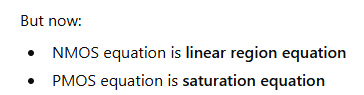 But now:
• NMOS equation is linear region equation
• PMOS equation is saturation equation